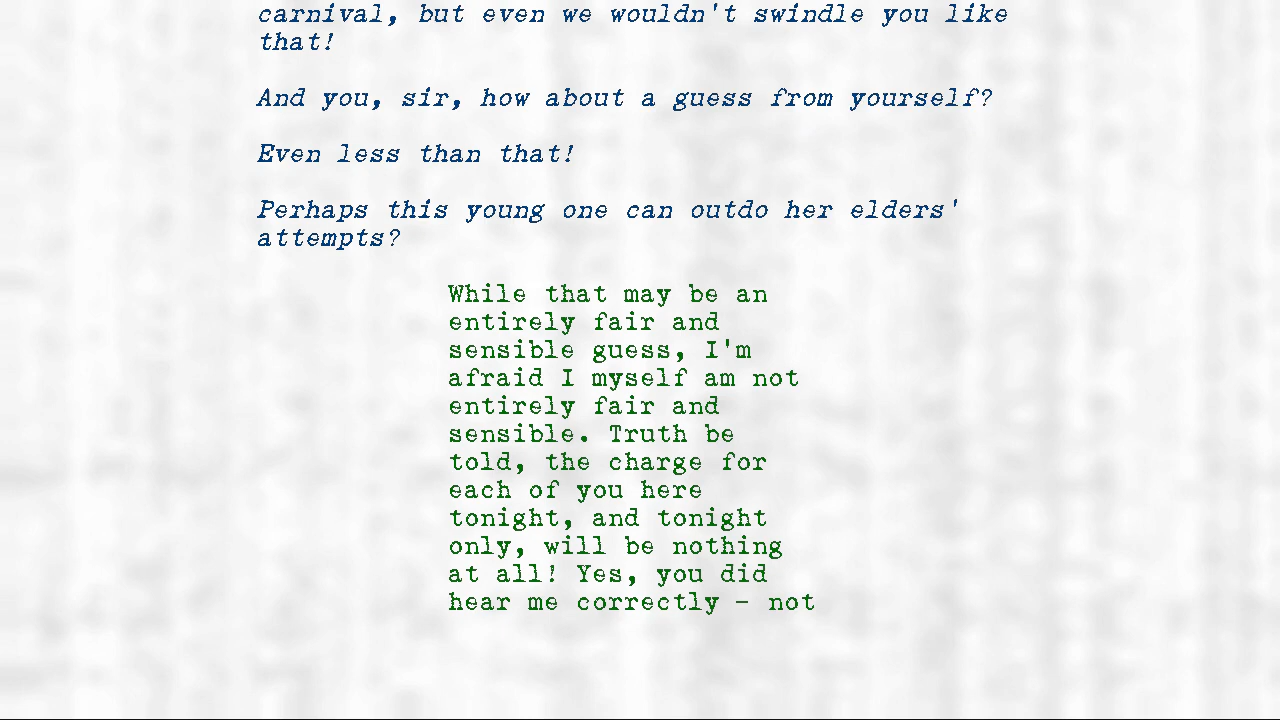 carnival, but even we wouldn't swindle you like
that!
And you, sir, how about a guess from yourself?
Even less than that!
Perhaps this young one can outdo her elders'
attempts?
While that may be an
entirely fair and
sensible guess, I'm
afraid I myself am not
entirely fair and
sensible. Truth be
told, the charge for
each of you here
tonight, and tonight
only, will be nothing
at all! Yes, you did
hear me correctly – not